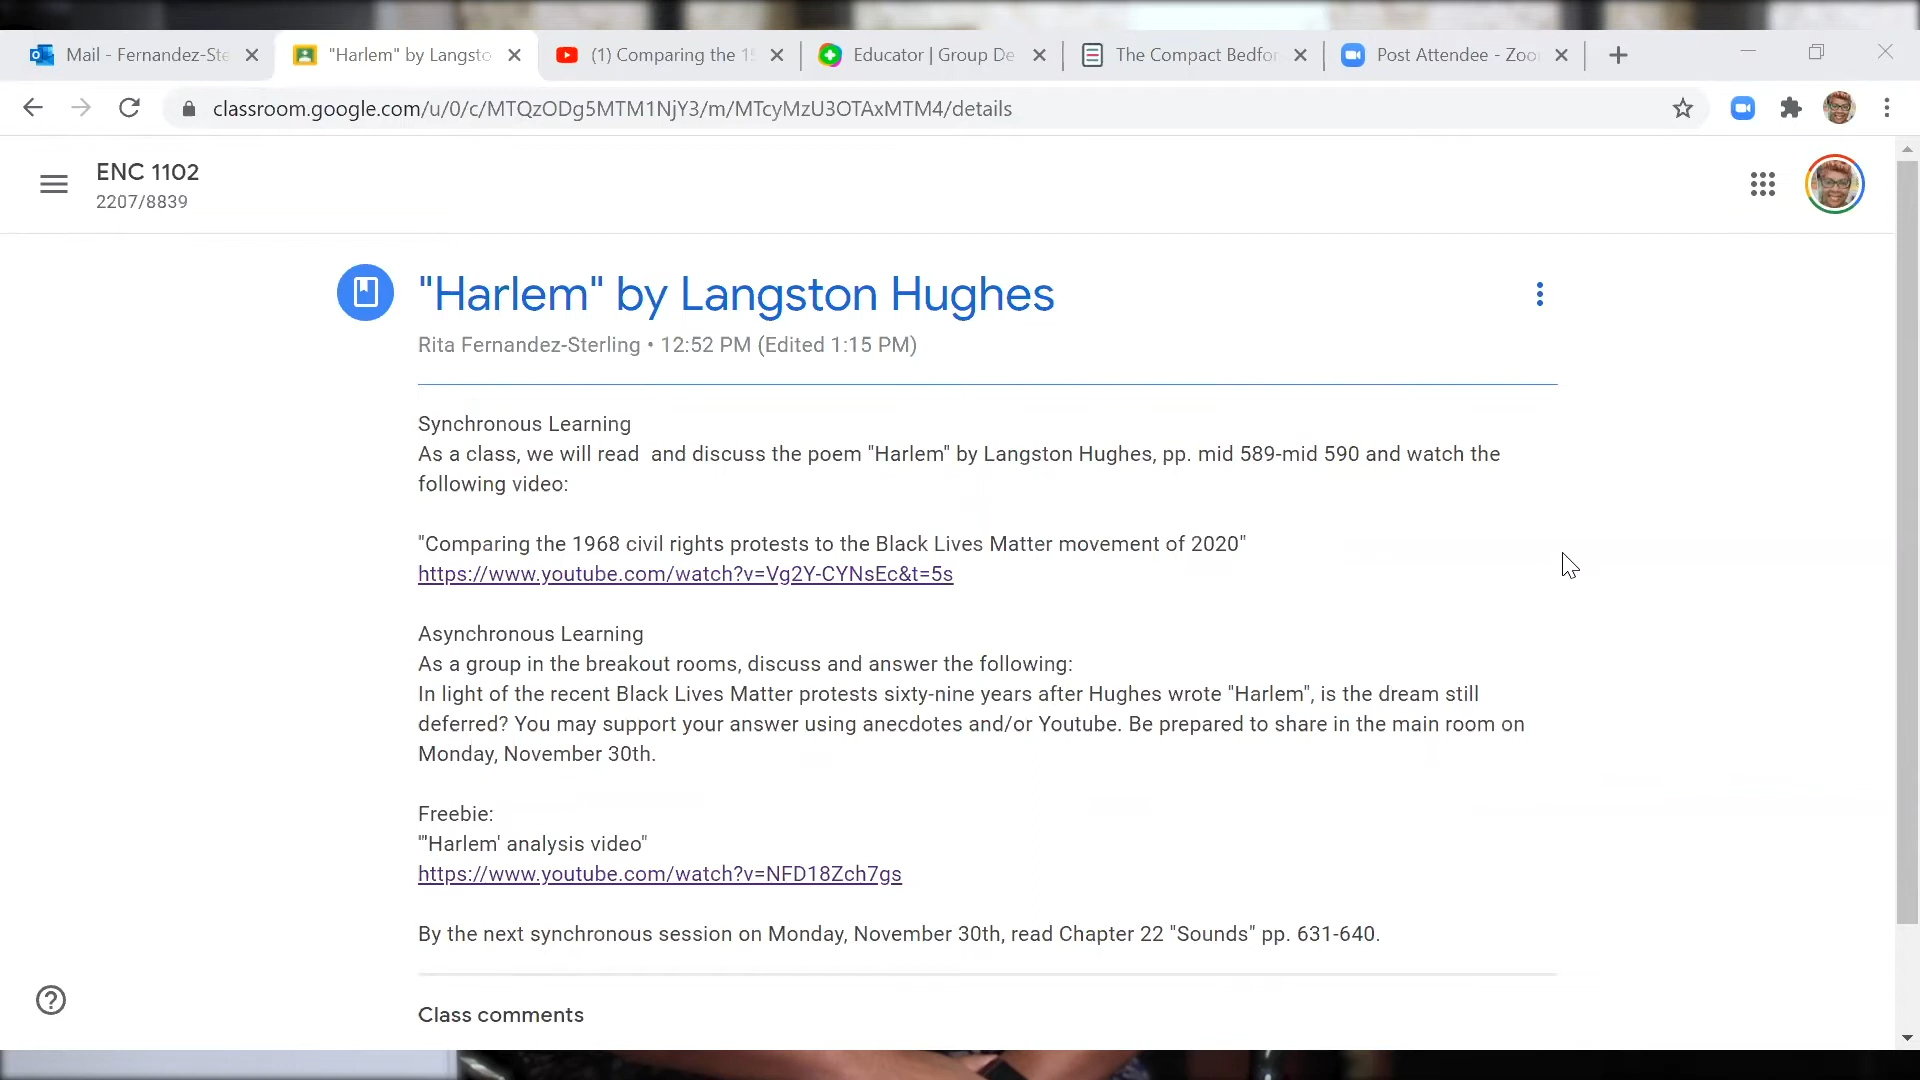 Mail - Fernandez-Ste
"Harlem" by Langsto
(1) Comparing the 1
Educator | Group De
The Compact Bedfor
Post Attendee - Zoo
classroom.google.com/u/0/c/MTQzODg5MTM1NjY3/m/MTcyMzU3OTAxMTM4/details
ENC 1102
2207/8839
"Harlem" by Langston Hughes
Rita Fernandez-Sterling • 12:52 PM (Edited 1:15 PM)
Synchronous Learning
As a class, we will read  and discuss the poem "Harlem" by Langston Hughes, pp. mid 589-mid 590 and watch the
following video:
"Comparing the 1968 civil rights protests to the Black Lives Matter movement of 2020"
https://www.youtube.com/watch?v=Vg2Y-CYNsEc&t=5s
Asynchronous Learning
As a group in the breakout rooms, discuss and answer the following:
In light of the recent Black Lives Matter protests sixty-nine years after Hughes wrote "Harlem", is the dream still
deferred? You may support your answer using anecdotes and/or Youtube. Be prepared to share in the main room on
Monday, November 30th.
Freebie:
"'Harlem' analysis video"
https://www.youtube.com/watch?v=NFD18Zch7gs
By the next synchronous session on Monday, November 30th, read Chapter 22 "Sounds" pp. 631-640.
Class comments